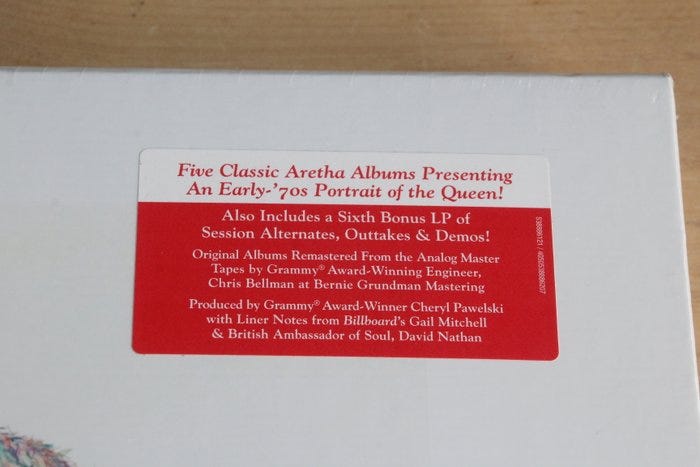 Five Classic Aretha Albums Presenting
An Early-'70s Portrait of the Queen!
Also Includes a Sixth Bonus LP of
Session Alternates, Outtakes & Demos!
Original Albums Remastered From the Analog Master
Tapes by Grammy® Award-Winning Engineer,
Chris Bellman at Bernie Grundman Mastering
Produced by Grammy® Award-Winner Cheryl Pawelski
with Liner Notes from Billboard's Gail Mitchell
& British Ambassador of Soul, David Nathan